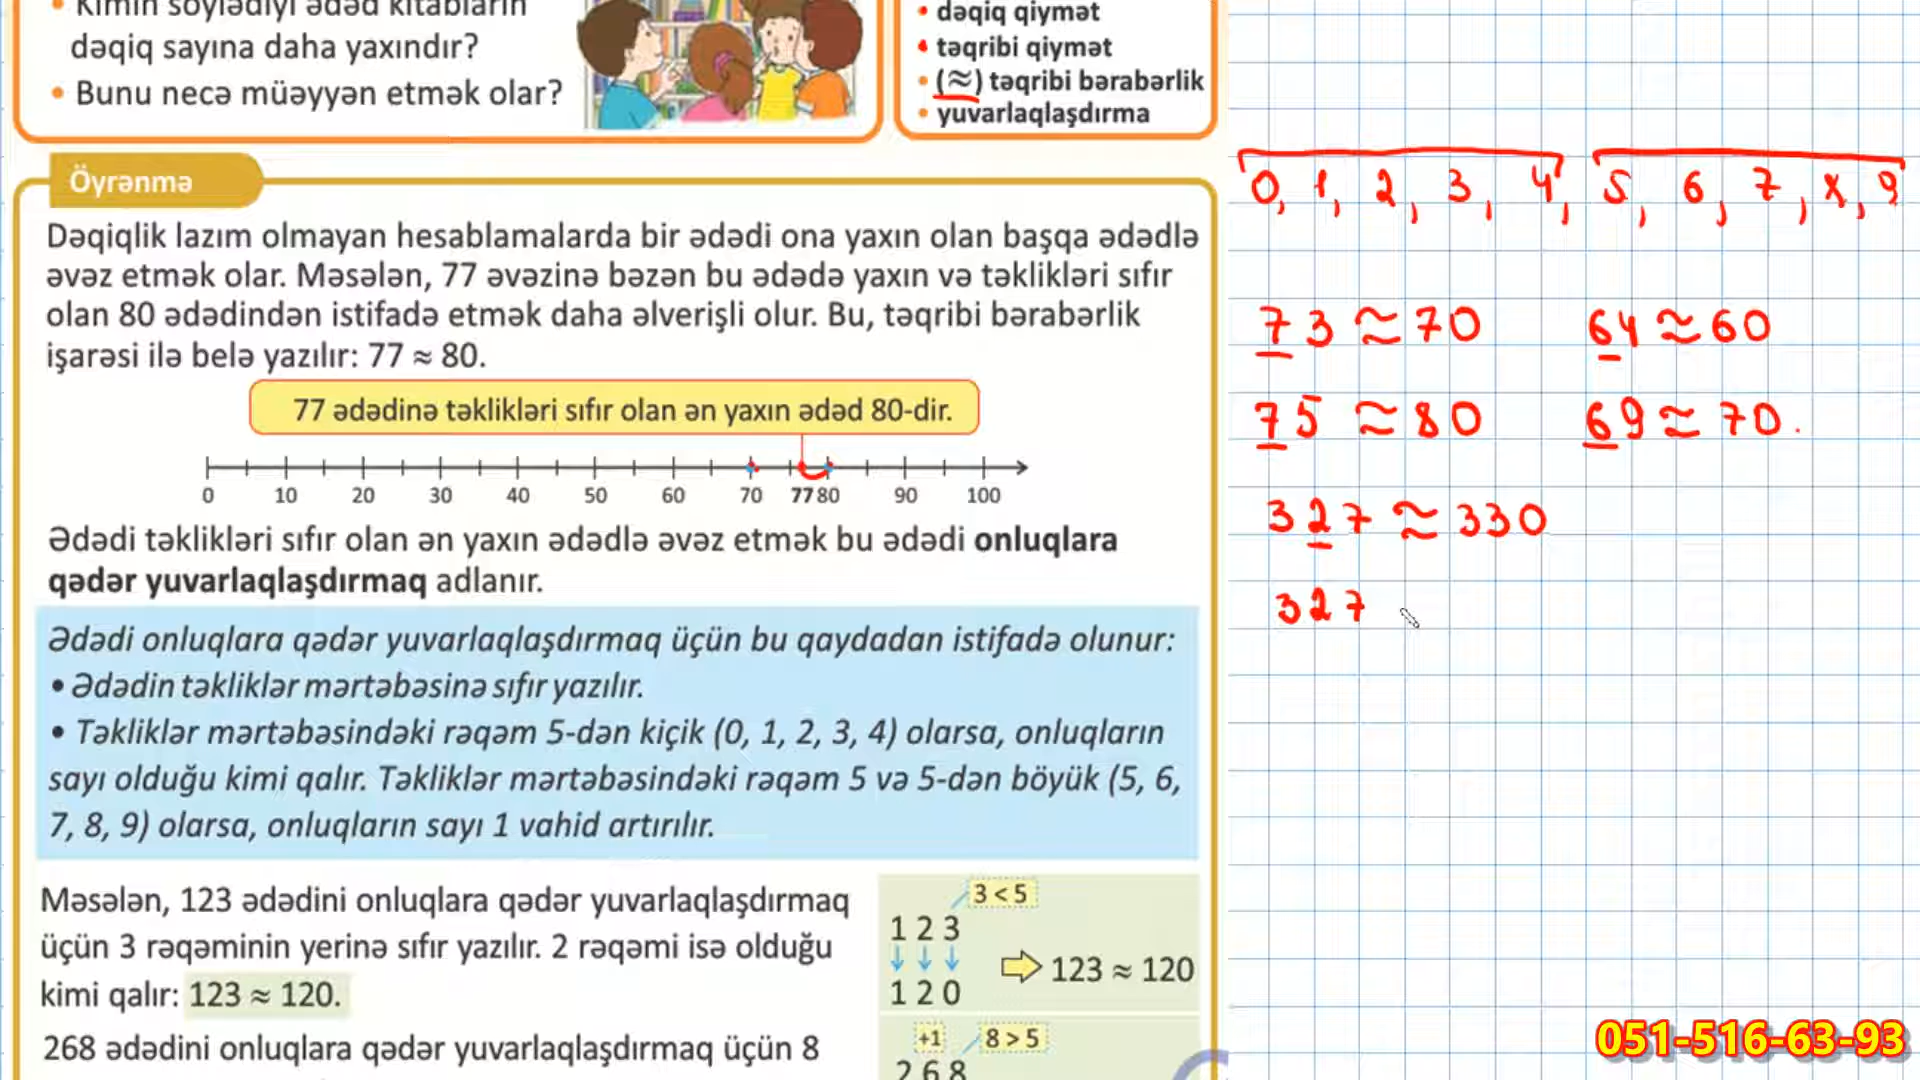 • Kimin söylədiyi ədəd kitabların
dəqiq sayına daha yaxındır?
• Bunu necə müəyyən etmək olar?
• dəqiq qiymət
• təqribi qiymət
• (≈) təqribi bərabərlik
• yuvarlaqlaşdırma
Öyrənmə
Dəqiqlik lazım olmayan hesablamalarda bir ədədi ona yaxın olan başqa ədədlə
əvəz etmək olar. Məsələn, 77 əvəzinə bəzən bu ədədə yaxın və təklikləri sıfır
olan 80 ədədindən istifadə etmək daha əlverişli olur. Bu, təqribi bərabərlik
işarəsi ilə belə yazılır: 77 ≈ 80.
77 ədədinə təklikləri sıfır olan ən yaxın ədəd 80-dir.
0 10 20 30 40 50 60 70 77 80 90 100
Ədədi təklikləri sıfır olan ən yaxın ədədlə əvəz etmək bu ədədi onluqlara
qədər yuvarlaqlaşdırmaq adlanır.
Ədədi onluqlara qədər yuvarlaqlaşdırmaq üçün bu qaydadan istifadə olunur:
• Ədədin təkliklər mərtəbəsinə sıfır yazılır.
• Təkliklər mərtəbəsindəki rəqəm 5-dən kiçik (0, 1, 2, 3, 4) olarsa, onluqların
sayı olduğu kimi qalır. Təkliklər mərtəbəsindəki rəqəm 5 və 5-dən böyük (5, 6,
7, 8, 9) olarsa, onluqların sayı 1 vahid artırılır.
Məsələn, 123 ədədini onluqlara qədər yuvarlaqlaşdırmaq
üçün 3 rəqəminin yerinə sıfır yazılır. 2 rəqəmi isə olduğu
kimi qalır: 123 ≈ 120.
268 ədədini onluqlara qədər yuvarlaqlaşdırmaq üçün 8
3 < 5
1 2 3
123 ≈ 120
1 2 0
+1 8 > 5
2 6 8
0, 1, 2, 3, 4, 5, 6, 7, 8, 9
73 ≈ 70 64 ≈ 60
75 ≈ 80 69 ≈ 70.
327 ≈ 330
327
051-516-63-93